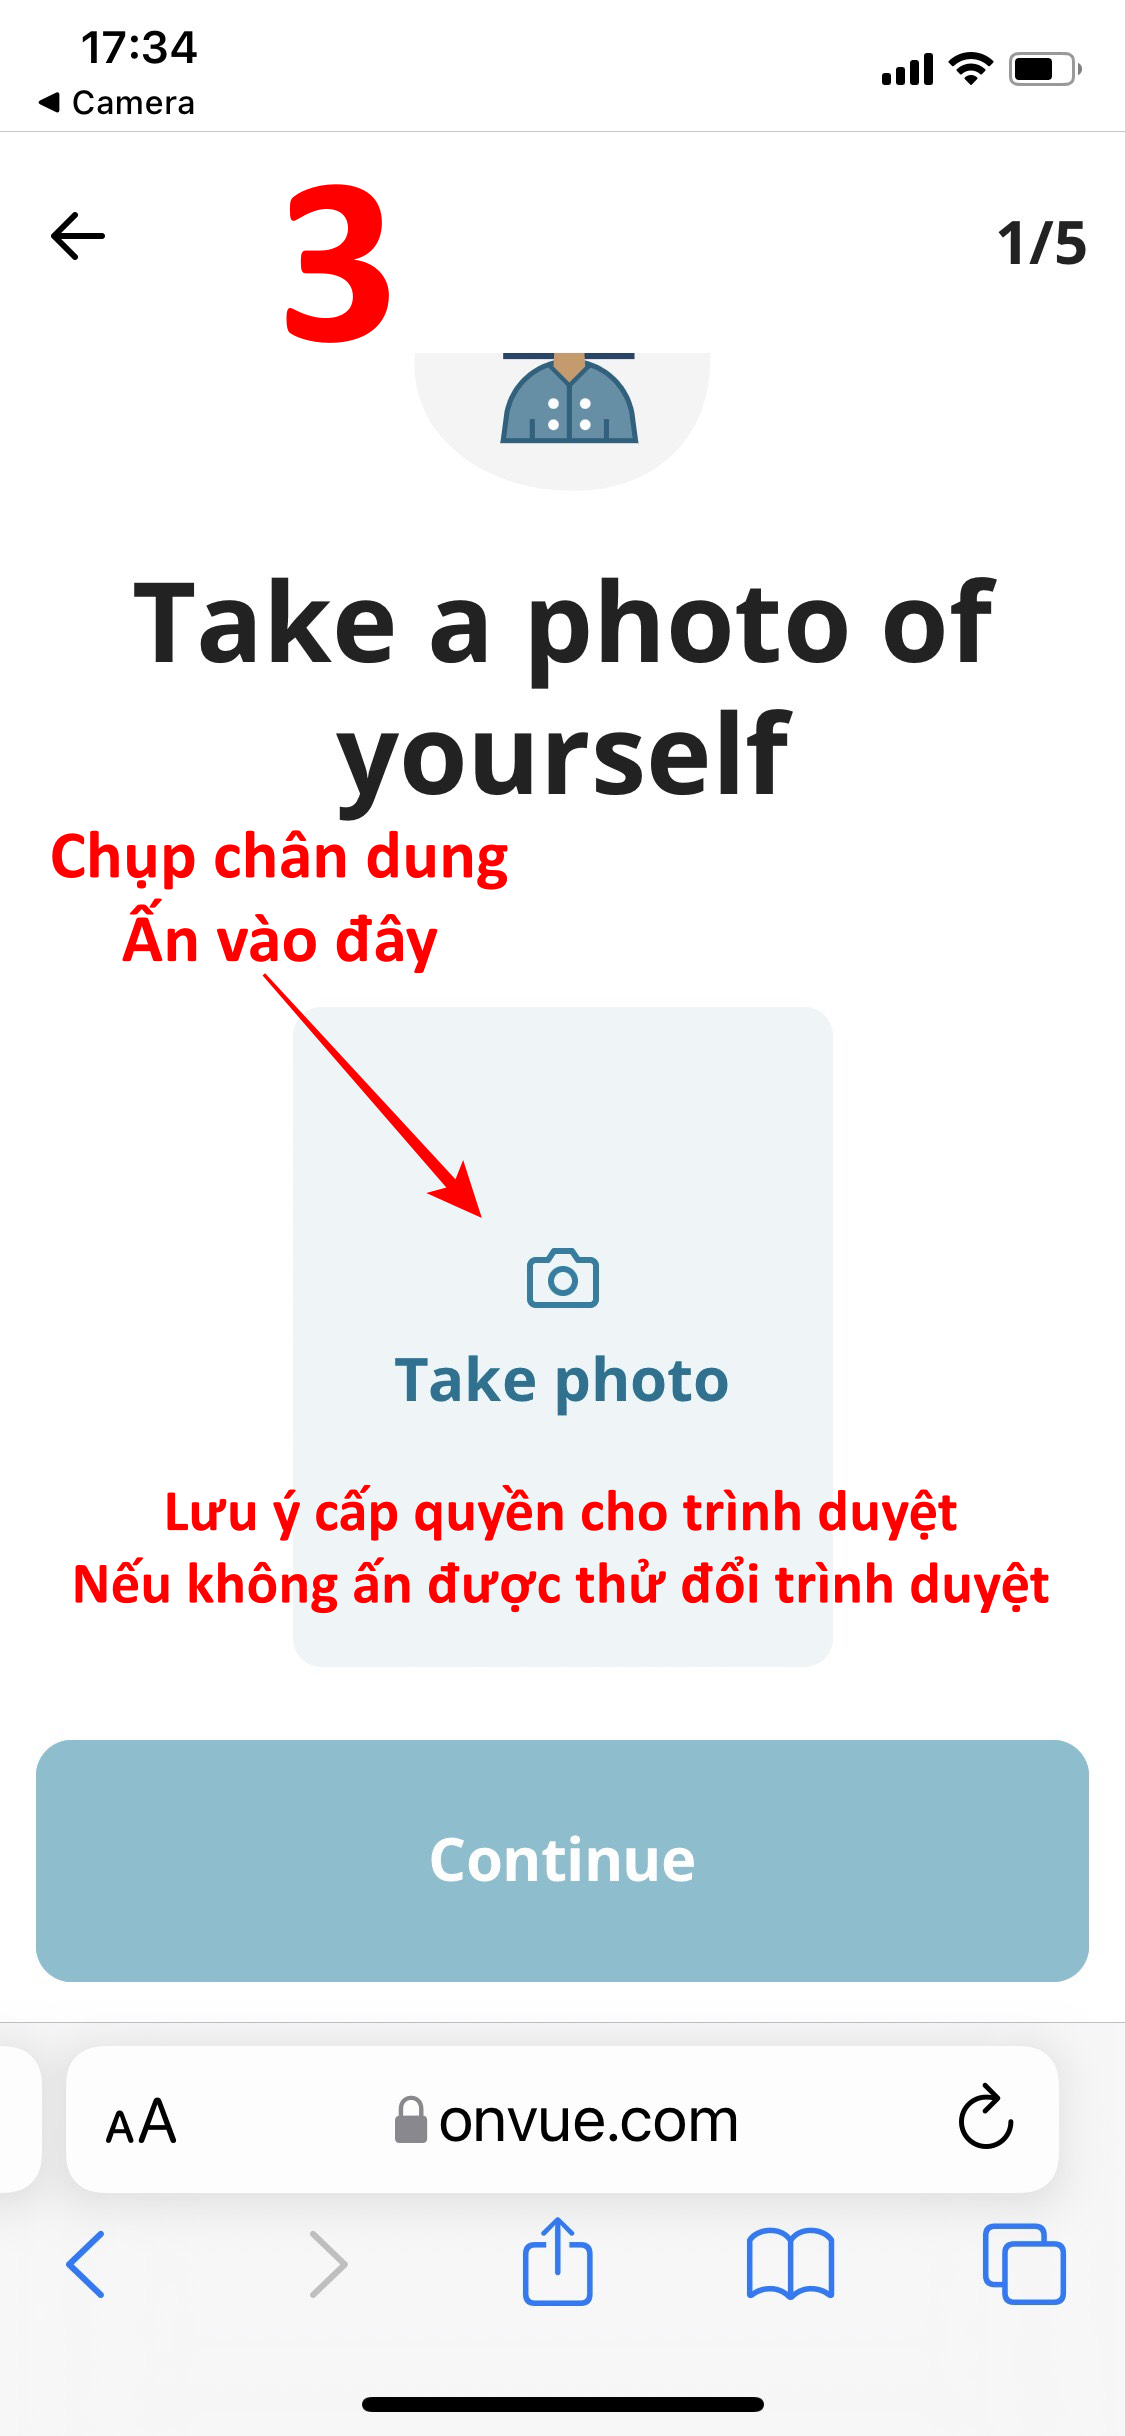 17:34
Camera
3
1/5
Take a photo of
yourself
Chụp chân dung
Ấn vào đây
Take photo
Lưu ý cấp quyền cho trình duyệt
Nếu không ấn được thử đổi trình duyệt
Continue
AA
onvue.com